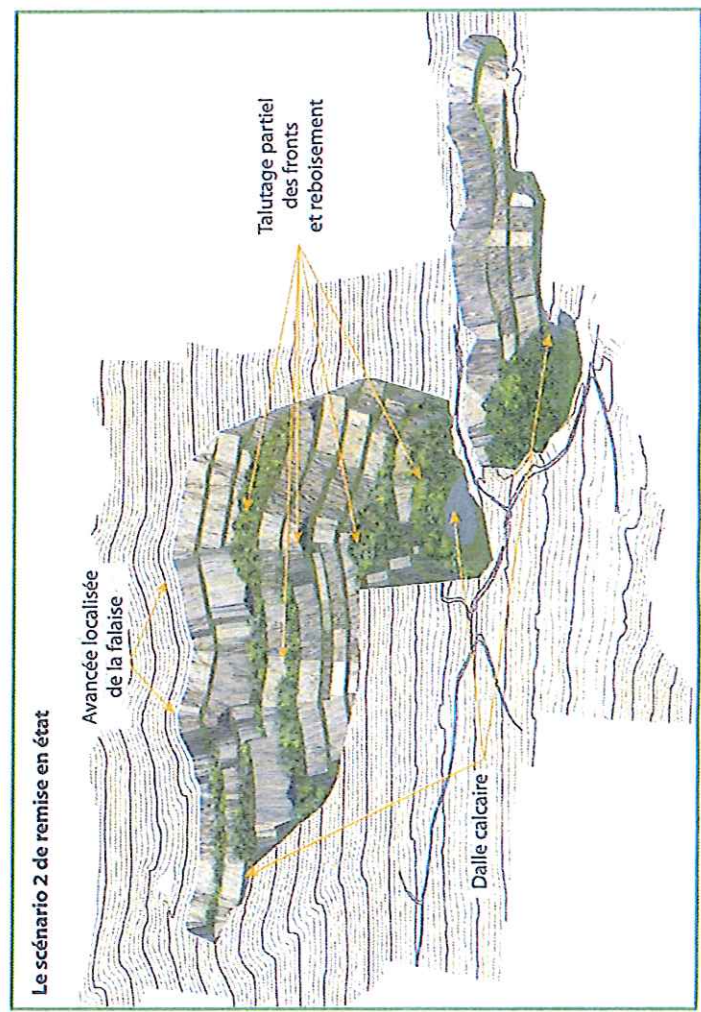 Le scénario 2 de remise en état
Avancée localisée
de la falaise
Talutage partiel
des fronts
et reboisement
Dalle calcaire